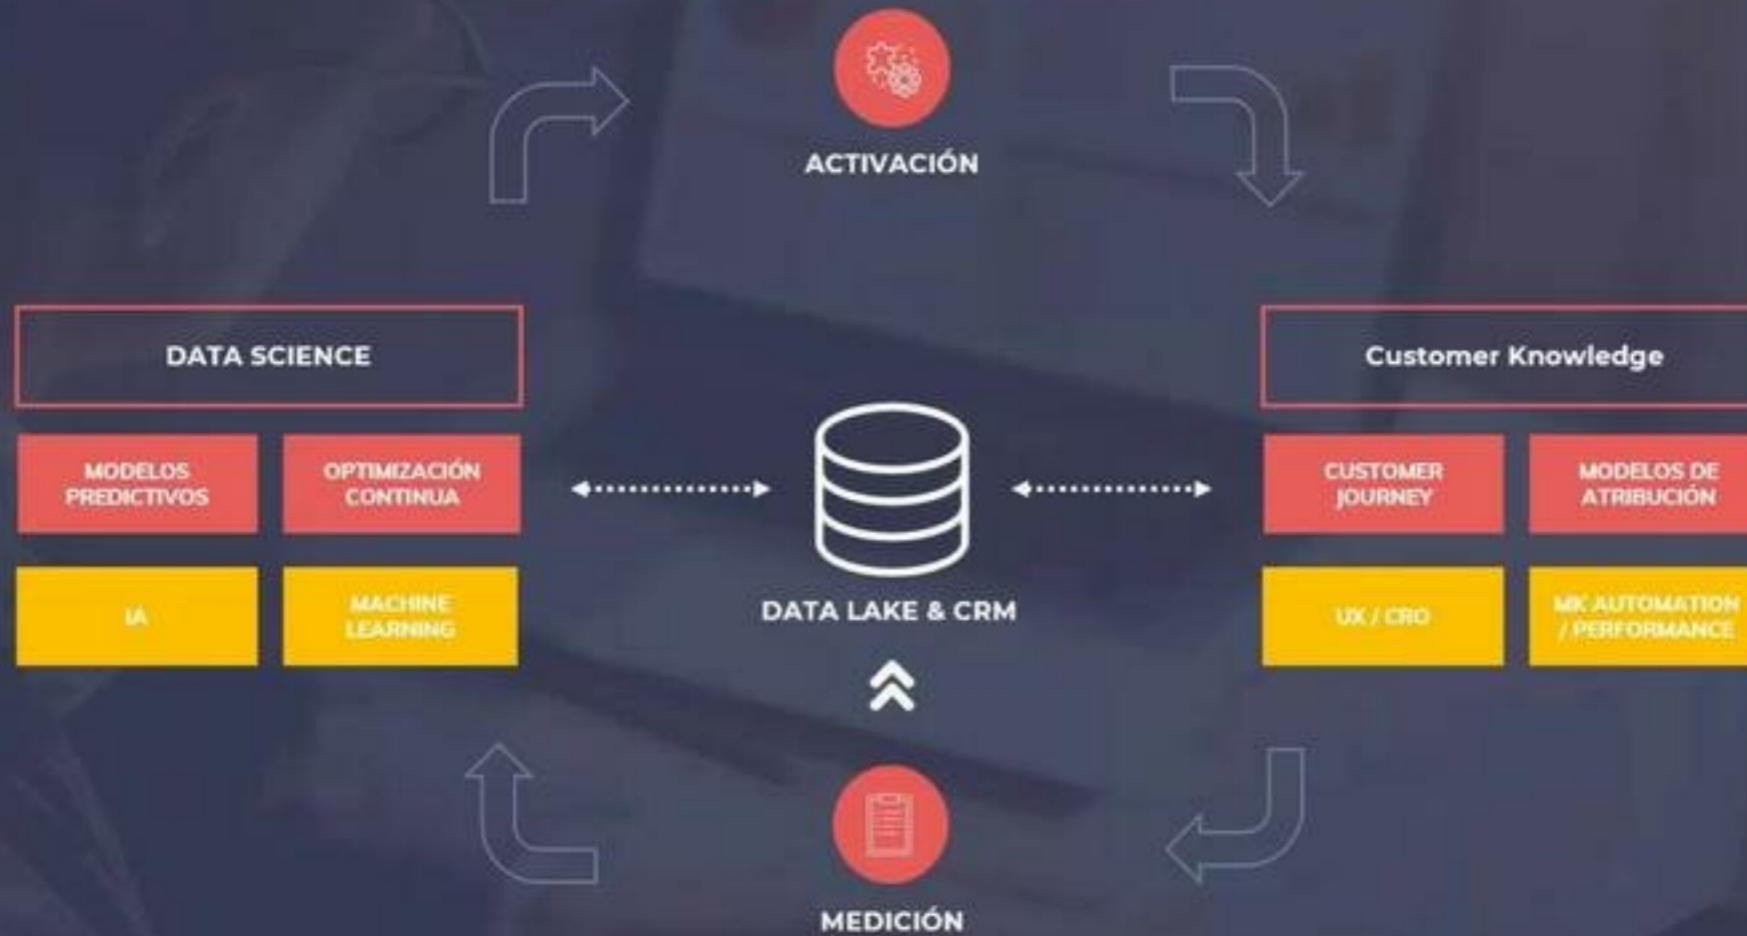 ACTIVACIÓN
DATA SCIENCE
MODELOS
PREDICTIVOS
OPTIMIZACIÓN
CONTINUA
IA
MACHINE
LEARNING
DATA LAKE & CRM
Customer Knowledge
CUSTOMER
JOURNEY
MODELOS DE
ATRIBUCIÓN
UX / CRO
MK AUTOMATION
/ PERFORMANCE
MEDICIÓN